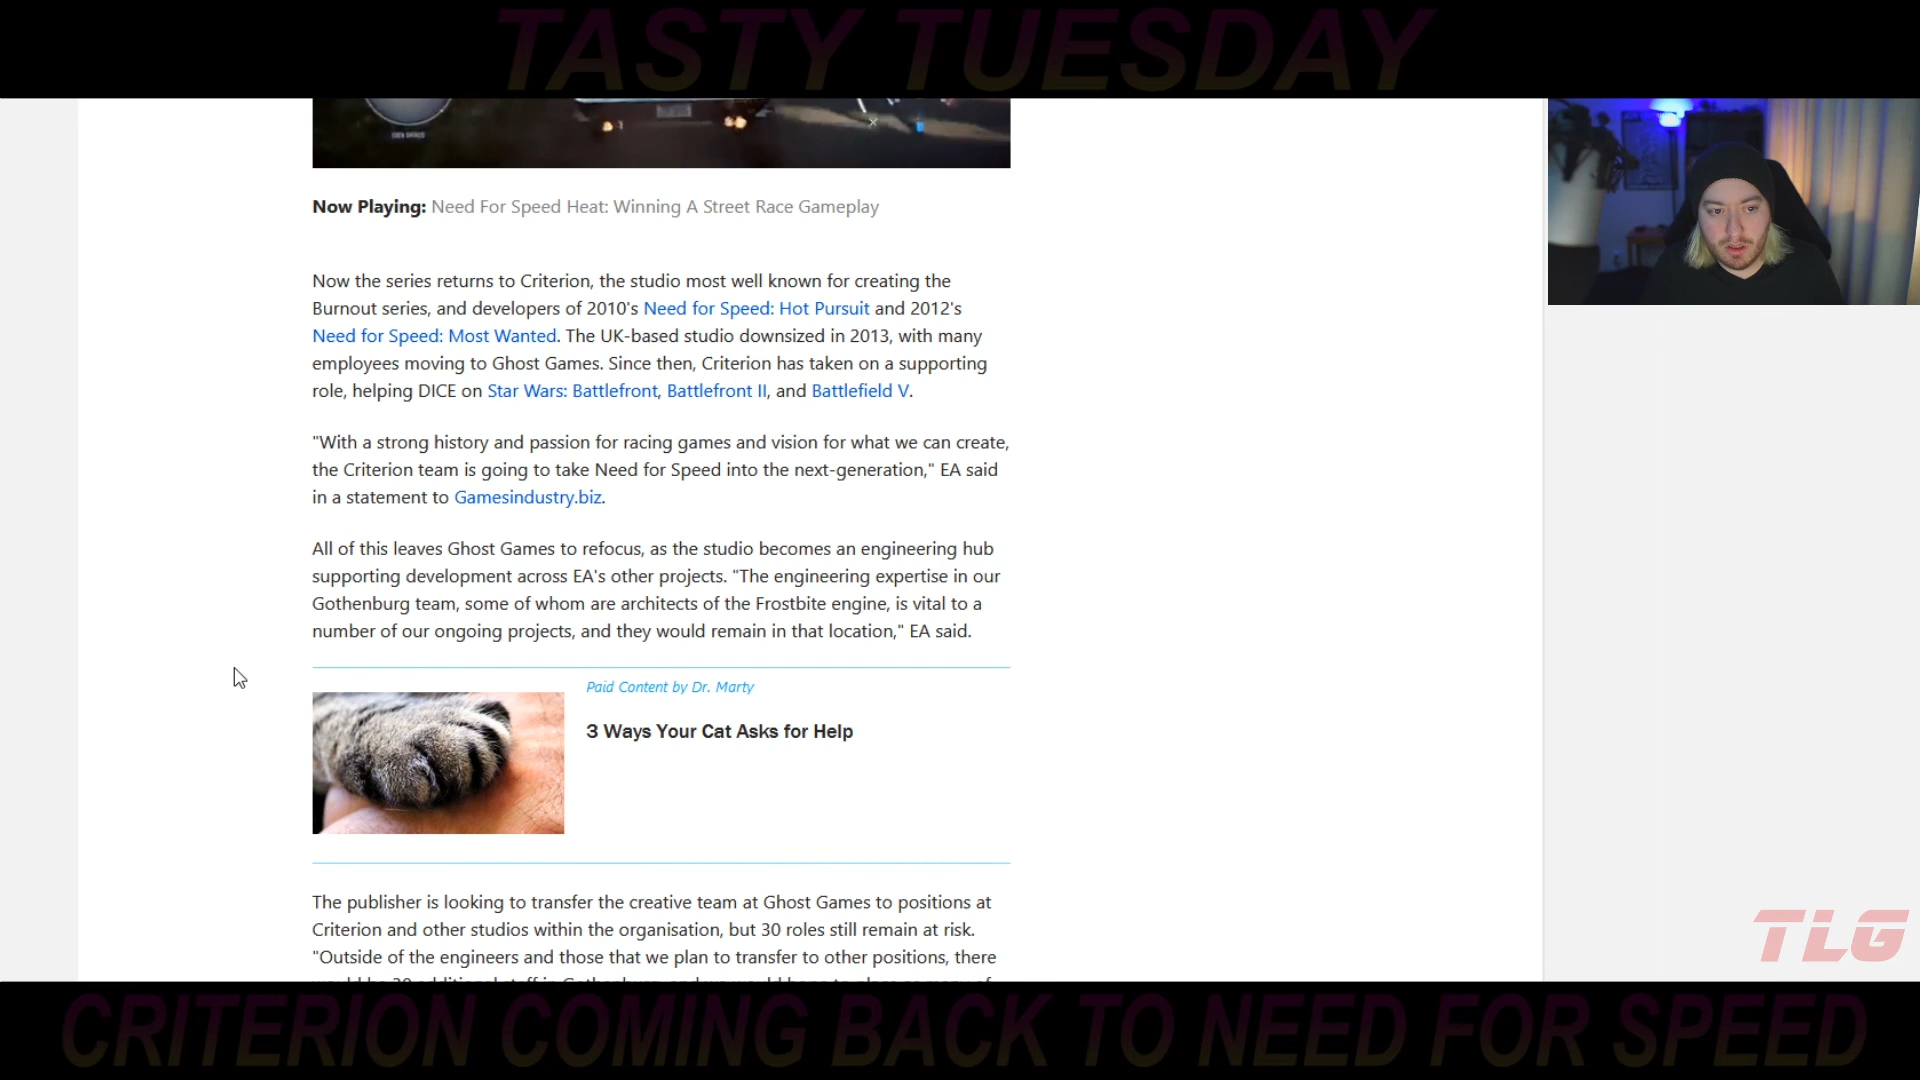 TASTY TUESDAY
Now Playing: Need For Speed Heat: Winning A Street Race Gameplay
Now the series returns to Criterion, the studio most well known for creating the
Burnout series, and developers of 2010's Need for Speed: Hot Pursuit and 2012's
Need for Speed: Most Wanted. The UK-based studio downsized in 2013, with many
employees moving to Ghost Games. Since then, Criterion has taken on a supporting
role, helping DICE on Star Wars: Battlefront, Battlefront II, and Battlefield V.
"With a strong history and passion for racing games and vision for what we can create,
the Criterion team is going to take Need for Speed into the next-generation," EA said
in a statement to Gamesindustry.biz.
All of this leaves Ghost Games to refocus, as the studio becomes an engineering hub
supporting development across EA's other projects. "The engineering expertise in our
Gothenburg team, some of whom are architects of the Frostbite engine, is vital to a
number of our ongoing projects, and they would remain in that location," EA said.
Paid Content by Dr. Marty
3 Ways Your Cat Asks for Help
The publisher is looking to transfer the creative team at Ghost Games to positions at
Criterion and other studios within the organisation, but 30 roles still remain at risk.
"Outside of the engineers and those that we plan to transfer to other positions, there
TLG
CRITERION COMING BACK TO NEED FOR SPEED